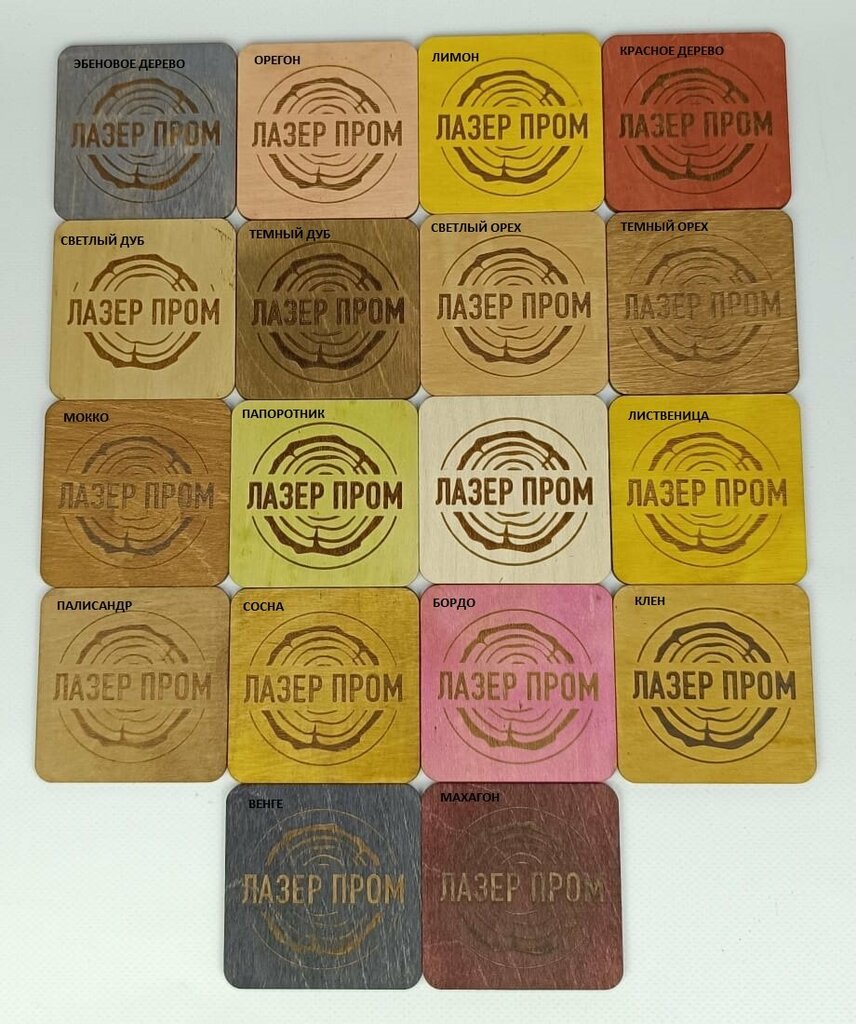 ЭБЕНОВОЕ ДЕРЕВО
ЛАЗЕР ПРОМ
ОРЕГОН
ЛАЗЕР ПРОМ
ЛИМОН
ЛАЗЕР ПРОМ
КРАСНОЕ ДЕРЕВО
ЛАЗЕР ПРОМ
СВЕТЛЫЙ ДУБ
ЛАЗЕР ПРОМ
ТЕМНЫЙ ДУБ
ЛАЗЕР ПРОМ
СВЕТЛЫЙ ОРЕХ
ЛАЗЕР ПРОМ
ТЕМНЫЙ ОРЕХ
ЛАЗЕР ПРОМ
МОККО
ЛАЗЕР ПРОМ
ПАПОРОТНИК
ЛАЗЕР ПРОМ
ЛАЗЕР ПРОМ
ЛИСТВЕНИЦА
ЛАЗЕР ПРОМ
ПАЛИСАНДР
ЛАЗЕР ПРОМ
СОСНА
ЛАЗЕР ПРОМ
БОРДО
ЛАЗЕР ПРОМ
КЛЕН
ЛАЗЕР ПРОМ
ВЕНГЕ
ЛАЗЕР ПРОМ
МАХАГОН
ЛАЗЕР ПРОМ